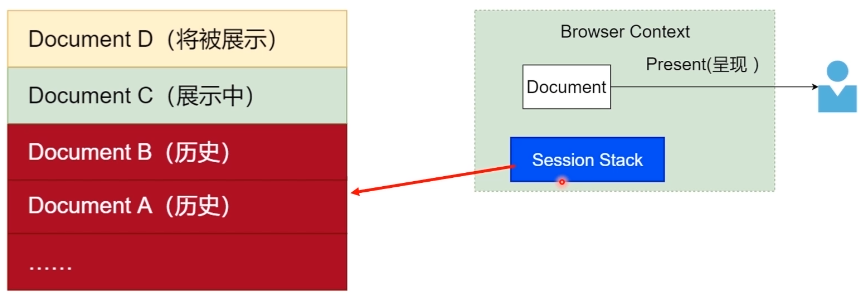 Document D（将被展示）
Document C（展示中）
Document B（历史）
Document A（历史）
……
Browser Context
Present(呈现 )
Document
Session Stack